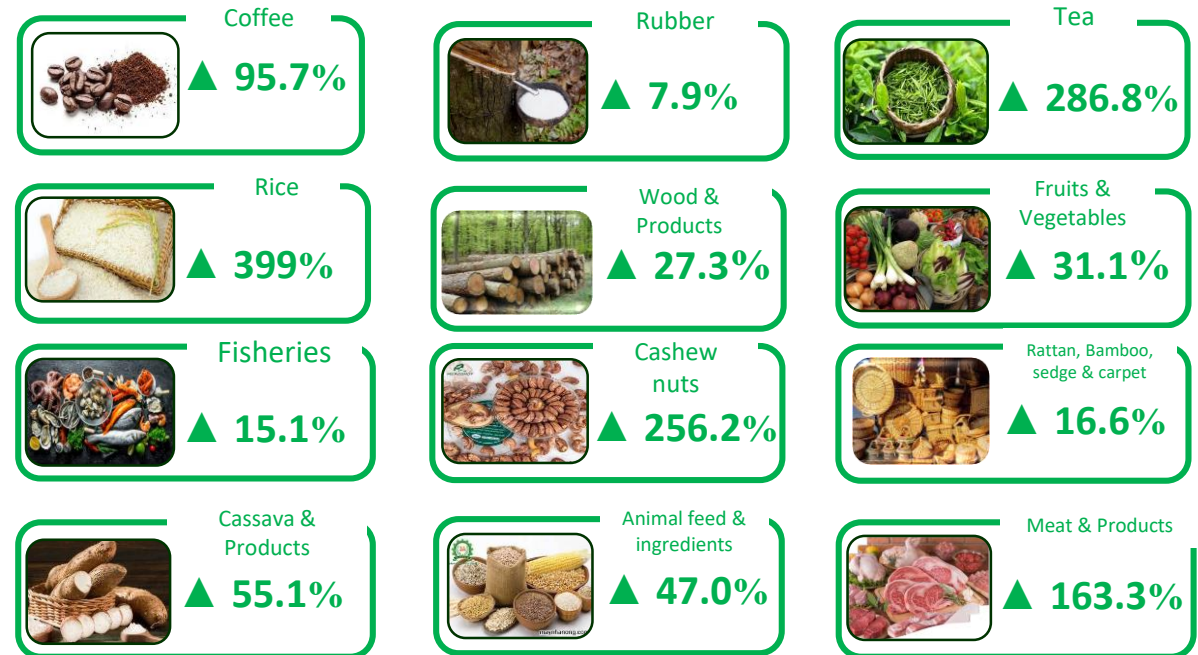 Coffee
▲ 95.7%
Rubber
▲ 7.9%
Tea
▲ 286.8%
Rice
▲ 399%
Wood &
Products
▲ 27.3%
Fruits &
Vegetables
▲ 31.1%
Fisheries
▲ 15.1%
Cashew
nuts
▲ 256.2%
Rattan, Bamboo,
sedge & carpet
▲ 16.6%
Cassava &
Products
▲ 55.1%
Animal feed &
ingredients
▲ 47.0%
Meat & Products
▲ 163.3%